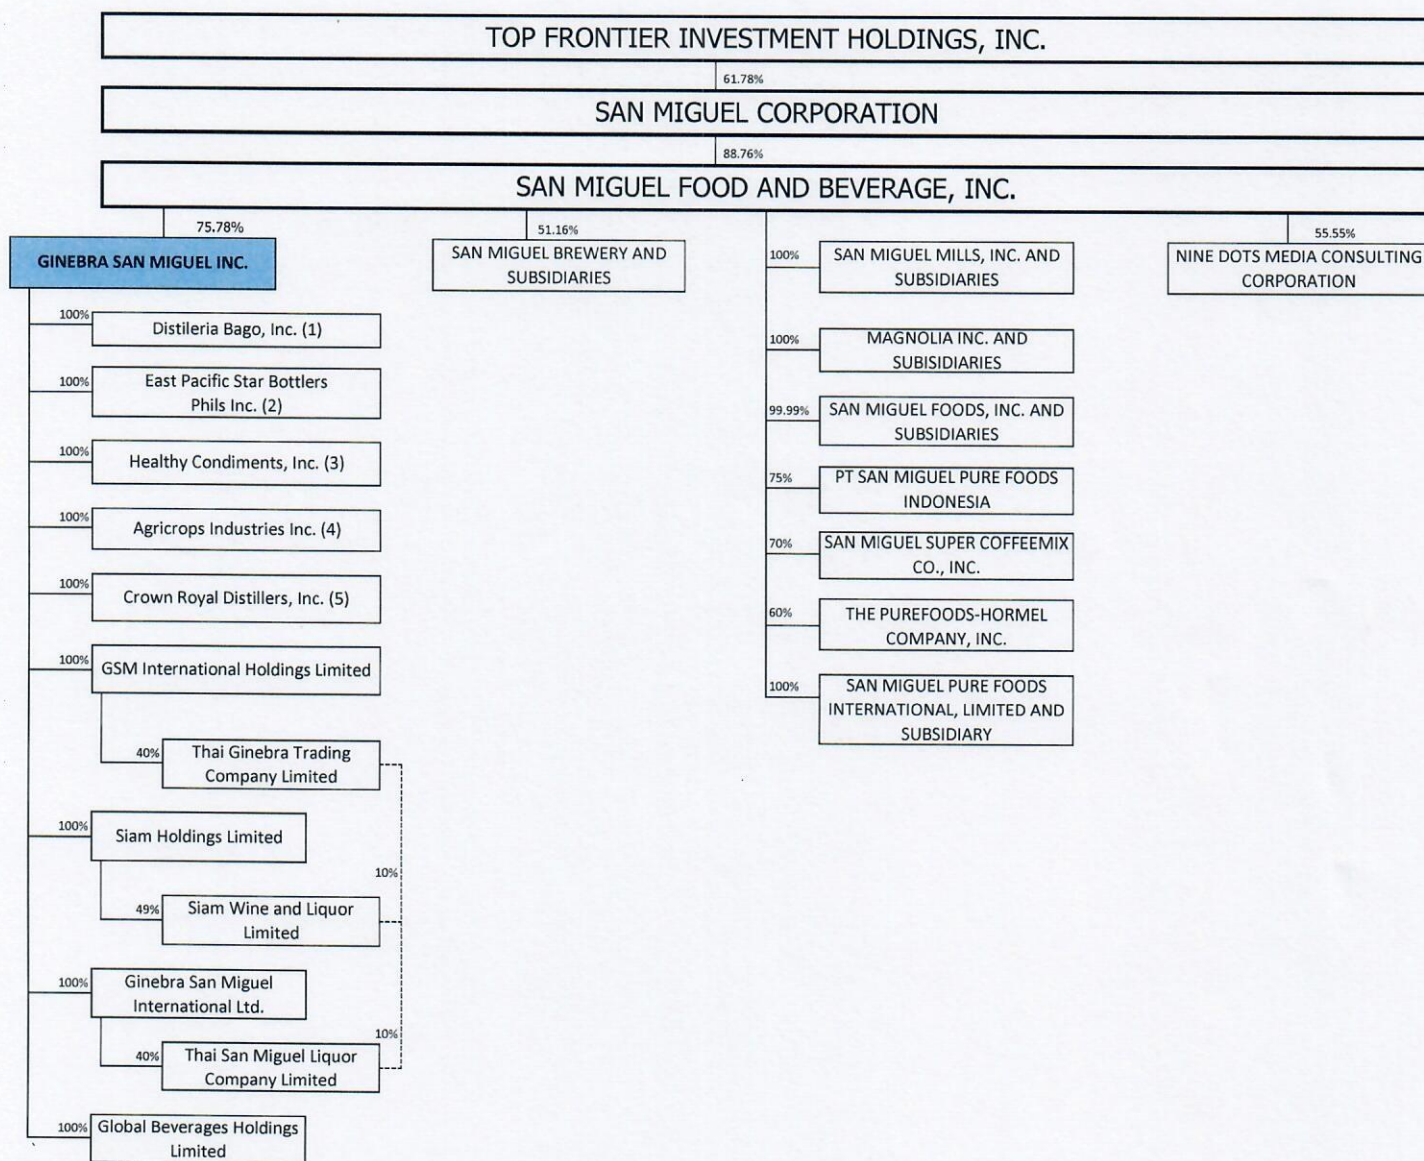 TOP FRONTIER INVESTMENT HOLDINGS, INC.
61.78%
SAN MIGUEL CORPORATION
88.76%
SAN MIGUEL FOOD AND BEVERAGE, INC.
75.78%
GINEBRA SAN MIGUEL INC.
100%
Distileria Bago, Inc. (1)
100%
East Pacific Star Bottlers
Phils Inc. (2)
100%
Healthy Condiments, Inc. (3)
100%
Agricrops Industries Inc. (4)
100%
Crown Royal Distillers, Inc. (5)
100%
GSM International Holdings Limited
40%
Thai Ginebra Trading
Company Limited
100%
Siam Holdings Limited
10%
49%
Siam Wine and Liquor
Limited
100%
Ginebra San Miguel
International Ltd.
10%
40%
Thai San Miguel Liquor
Company Limited
100%
Global Beverages Holdings
Limited
51.16%
SAN MIGUEL BREWERY AND
SUBSIDIARIES
100%
SAN MIGUEL MILLS, INC. AND
SUBSIDIARIES
100%
MAGNOLIA INC. AND
SUBISIDIARIES
99.99%
SAN MIGUEL FOODS, INC. AND
SUBSIDIARIES
75%
PT SAN MIGUEL PURE FOODS
INDONESIA
70%
SAN MIGUEL SUPER COFFEEMIX
CO., INC.
60%
THE PUREFOODS-HORMEL
COMPANY, INC.
100%
SAN MIGUEL PURE FOODS
INTERNATIONAL, LIMITED AND
SUBSIDIARY
55.55%
NINE DOTS MEDIA CONSULTING
CORPORATION